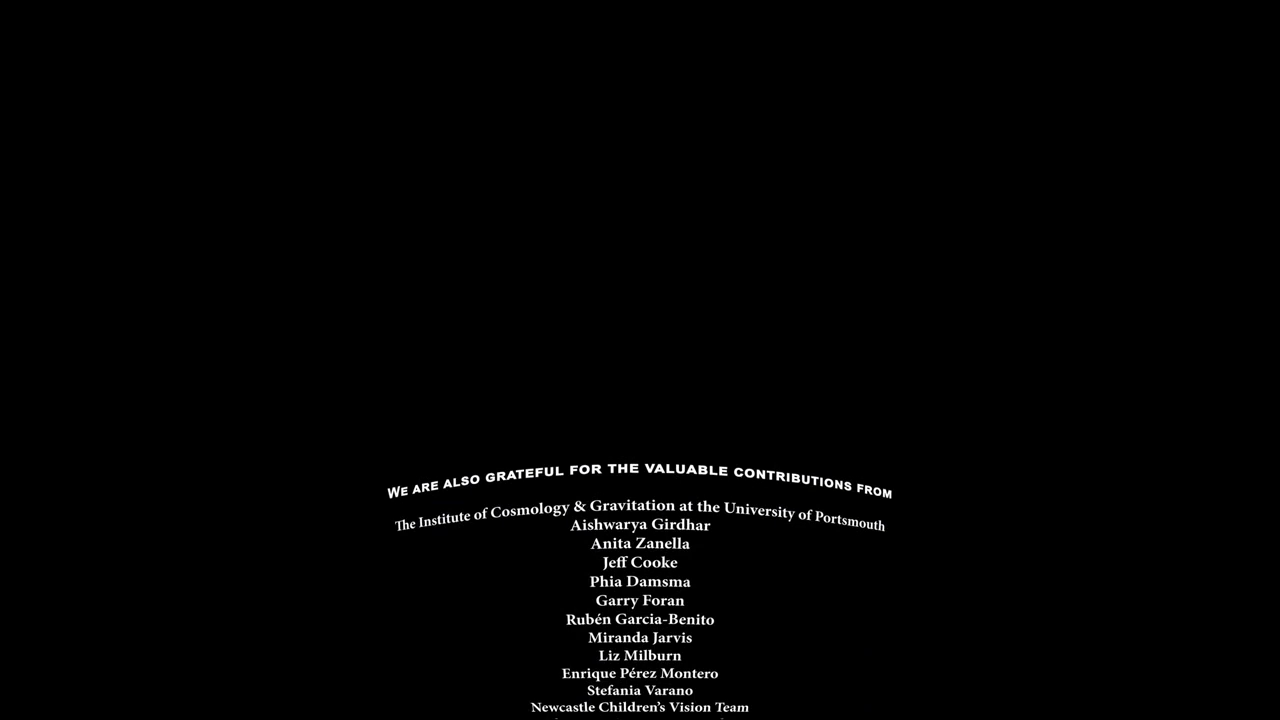 We are also grateful for the valuable contributions from
The Institute of Cosmology & Gravitation at the University of Portsmouth
Aishwarya Girdhar
Anita Zanella
Jeff Cooke
Phia Damsma
Garry Foran
Rubén Garcia-Benito
Miranda Jarvis
Liz Milburn
Enrique Pérez Montero
Stefania Varano
Newcastle Children's Vision Team